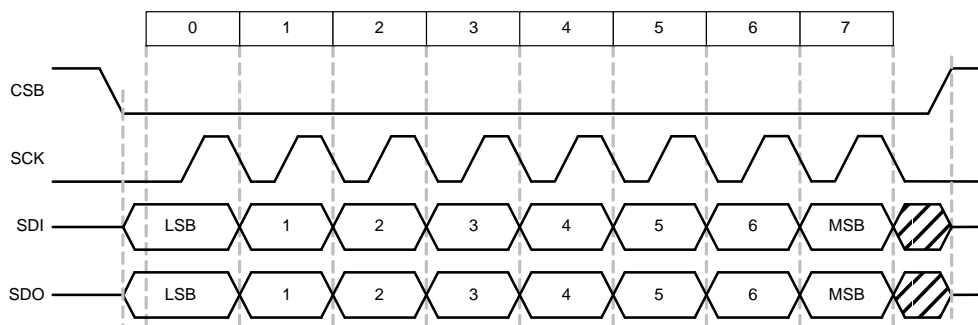 0 1 2 3 4 5 6 7
CSB
SCK
SDI LSB 1 2 3 4 5 6 MSB
SDO LSB 1 2 3 4 5 6 MSB